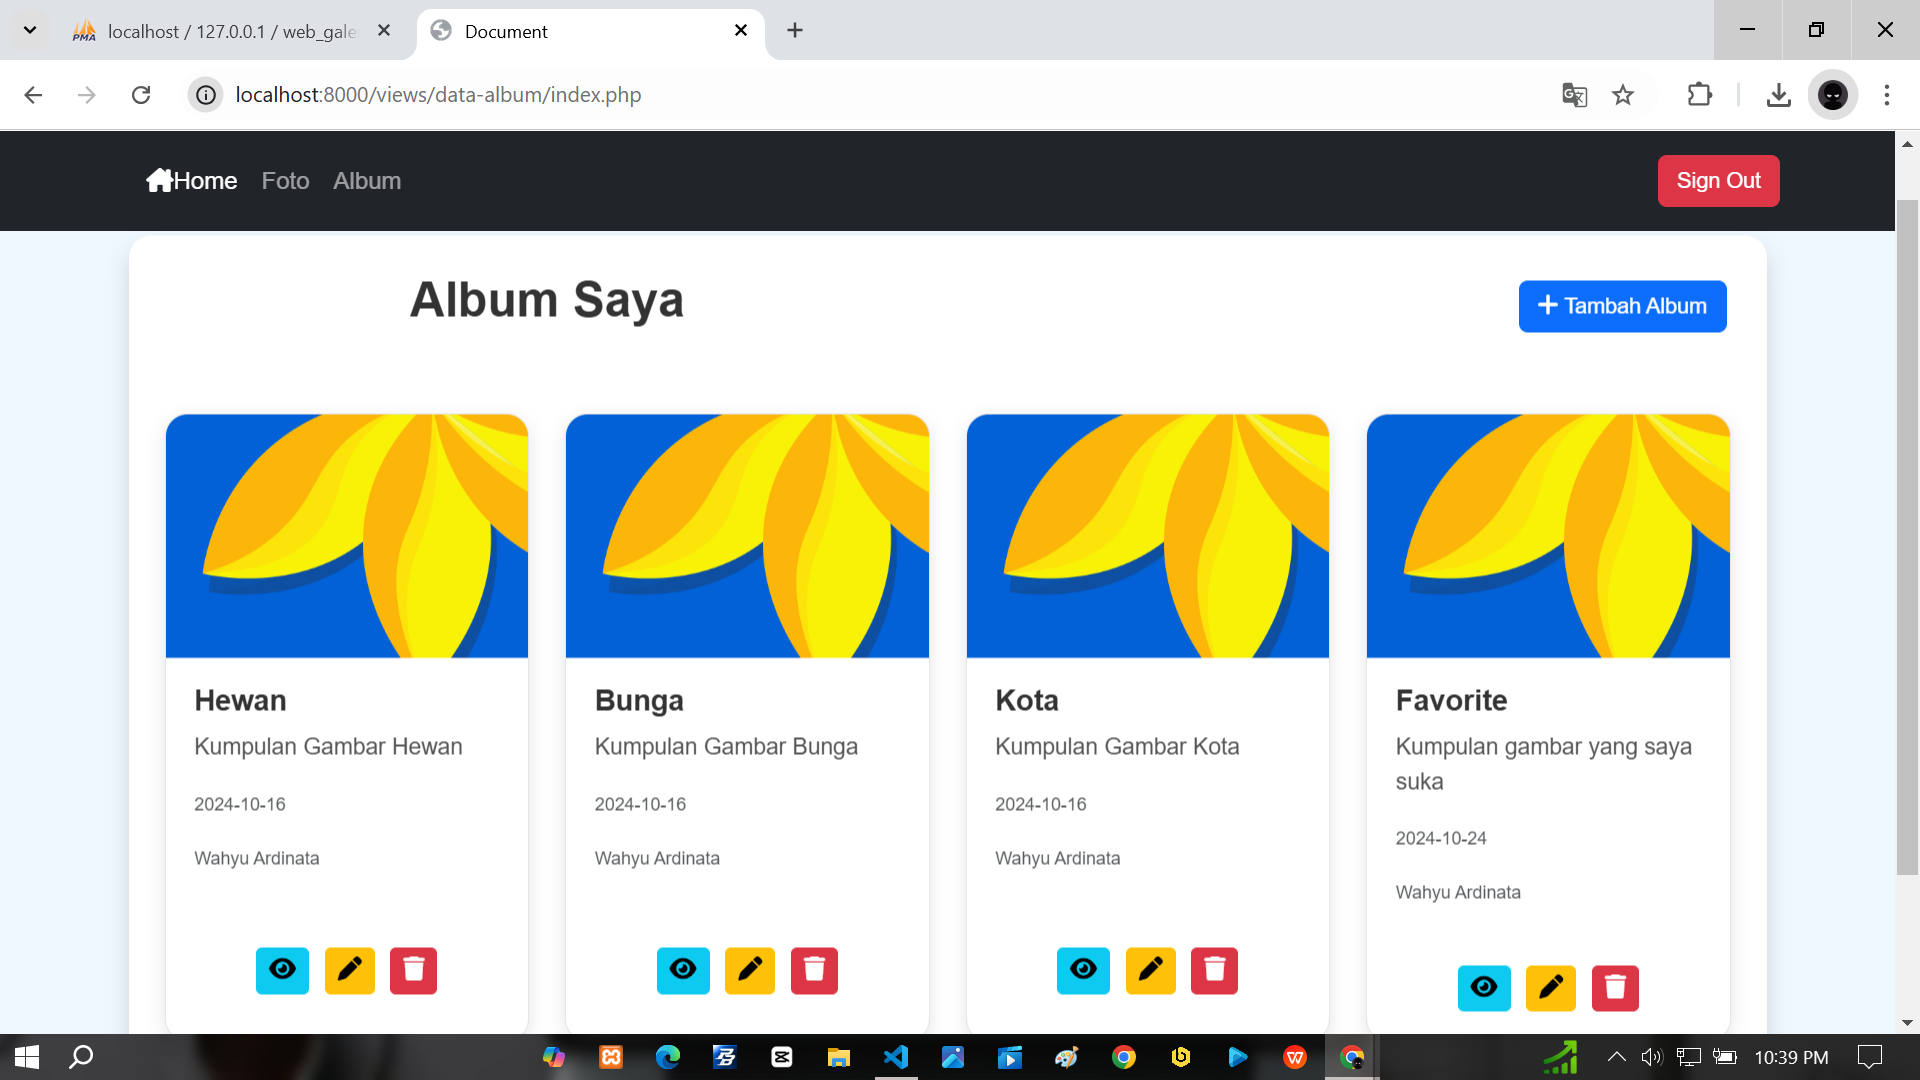 localhost / 127.0.0.1 / web_gale
Document
localhost:8000/views/data-album/index.php
Home Foto Album Sign Out
Album Saya
+ Tambah Album
Hewan
Kumpulan Gambar Hewan
2024-10-16
Wahyu Ardinata
Bunga
Kumpulan Gambar Bunga
2024-10-16
Wahyu Ardinata
Kota
Kumpulan Gambar Kota
2024-10-16
Wahyu Ardinata
Favorite
Kumpulan gambar yang saya
suka
2024-10-24
Wahyu Ardinata
10:39 PM